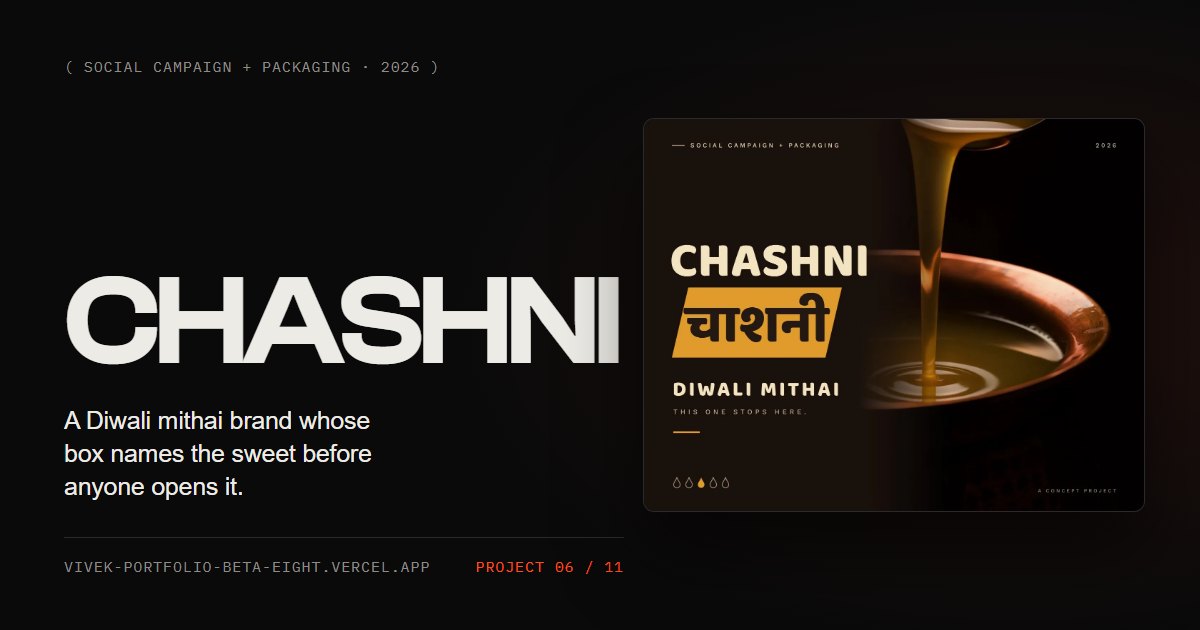 ( SOCIAL CAMPAIGN + PACKAGING · 2026 )
CHASHNI
A Diwali mithai brand whose
box names the sweet before
anyone opens it.
VIVEK-PORTFOLIO-BETA-EIGHT.VERCEL.APP
PROJECT 06 / 11
SOCIAL CAMPAIGN + PACKAGING
2026
CHASHNI
चाशनी
DIWALI MITHAI
THIS ONE STOPS HERE.
A CONCEPT PROJECT